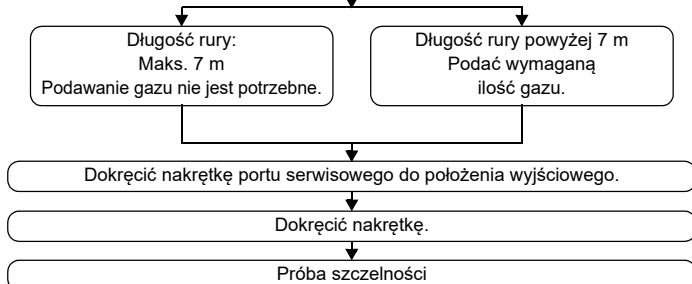 Długość rury:
Maks. 7 m
Podawanie gazu nie jest potrzebne.
Długość rury powyżej 7 m
Podać wymaganą
ilość gazu.
Dokręcić nakrętkę portu serwisowego do położenia wyjściowego.
Dokręcić nakrętkę.
Próba szczelności